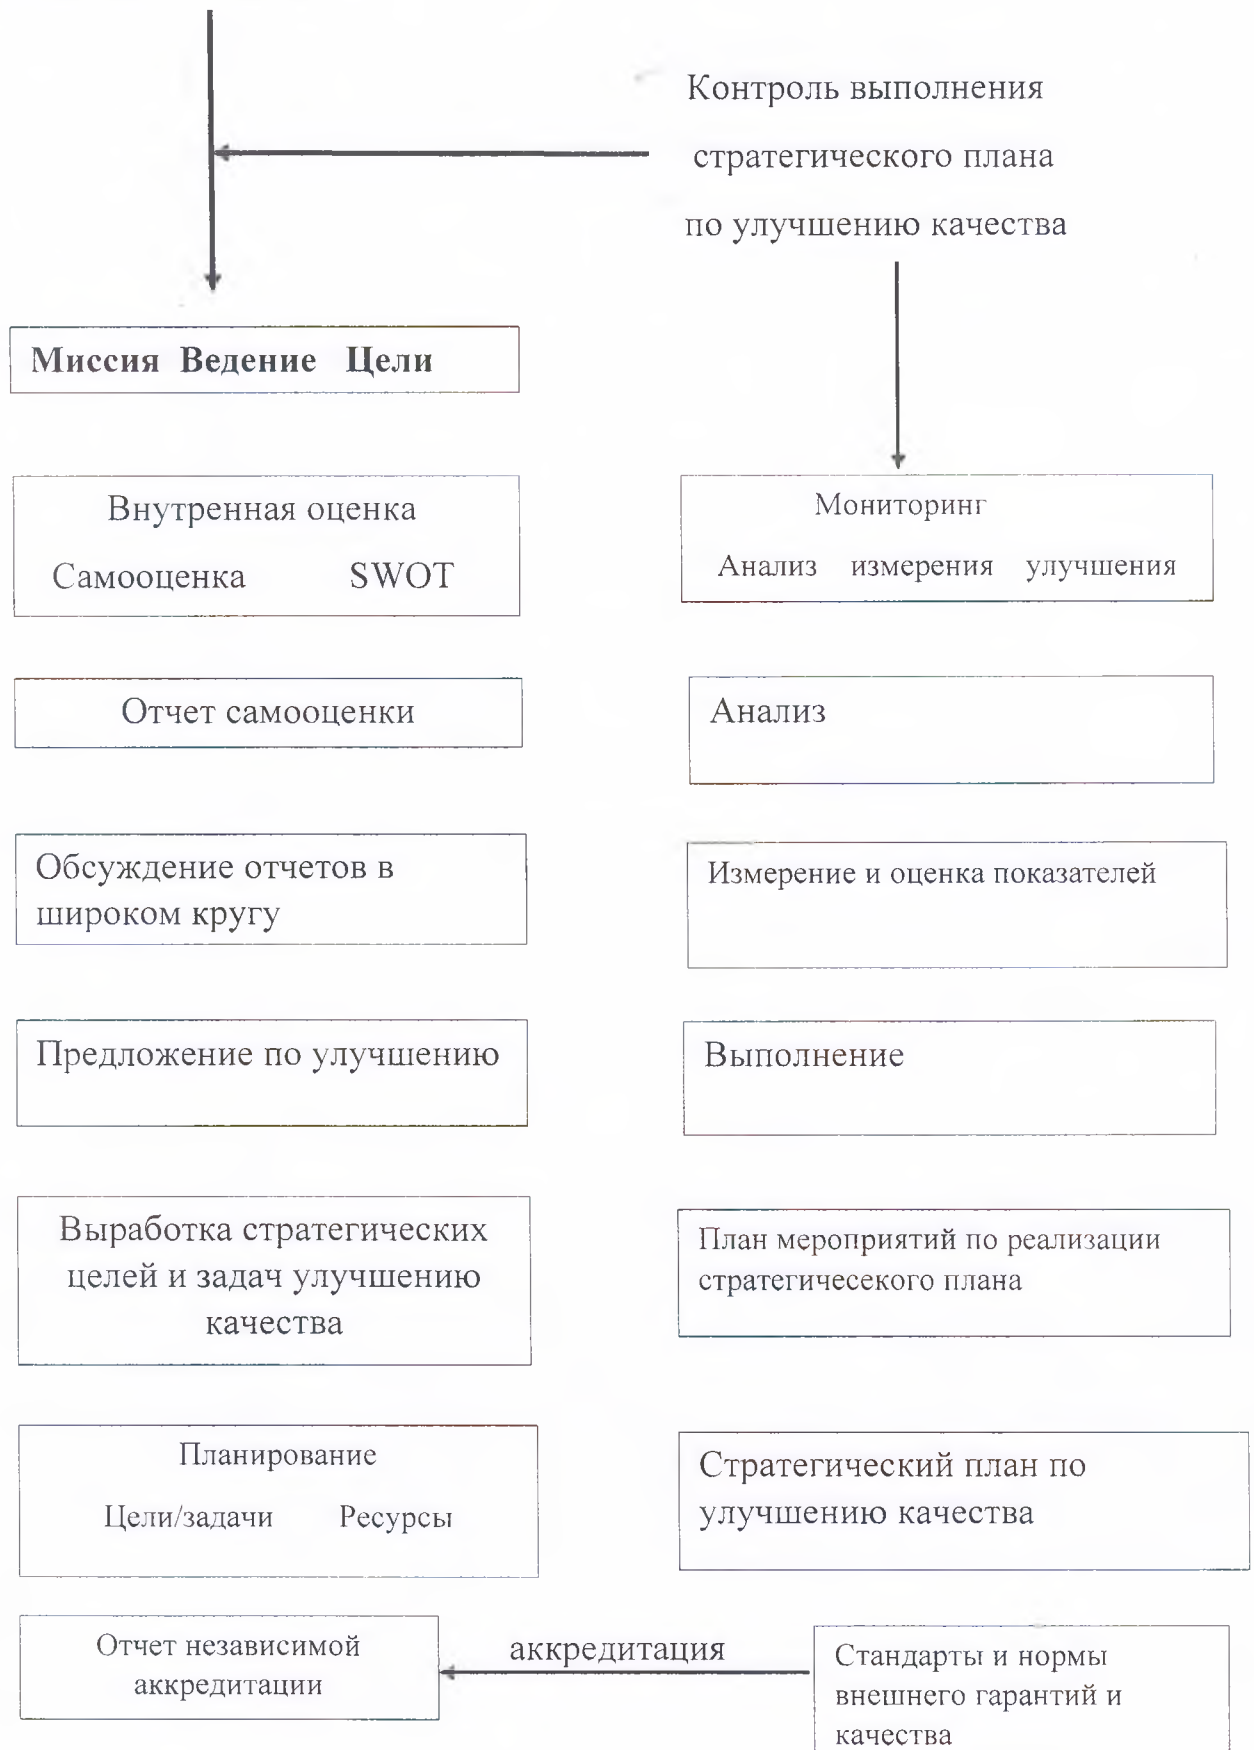 Контроль выполнения
стратегического плана
по улучшению качества
Миссия Ведение Цели
Внутренная оценка
Самооценка SWOT
Отчет самооценки
Обсуждение отчетов в
широком кругу
Предложение по улучшению
Выработка стратегических
целей и задач улучшению
качества
Планирование
Цели/задачи Ресурсы
Отчет независимой
аккредитации
аккредитация
Мониторинг
Анализ измерения улучшения
Анализ
Измерение и оценка показателей
Выполнение
План мероприятий по реализации
стратегичесекого плана
Стратегический план по
улучшению качества
Стандарты и нормы
внешнего гарантий и
качества